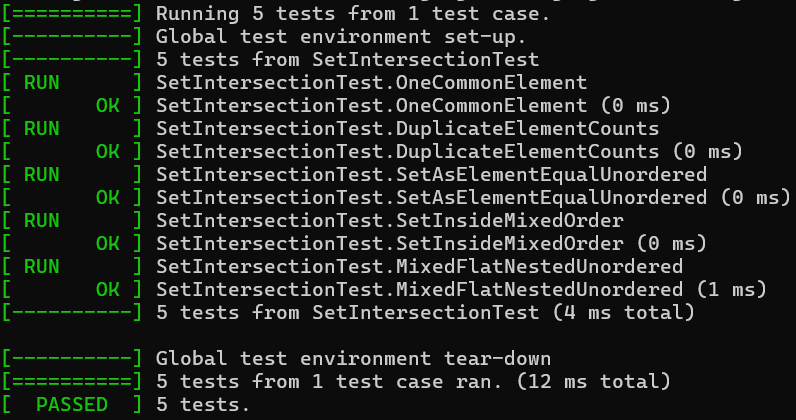 [==========] Running 5 tests from 1 test case.
[----------] Global test environment set-up.
[----------] 5 tests from SetIntersectionTest
[ RUN      ] SetIntersectionTest.OneCommonElement
[       OK ] SetIntersectionTest.OneCommonElement (0 ms)
[ RUN      ] SetIntersectionTest.DuplicateElementCounts
[       OK ] SetIntersectionTest.DuplicateElementCounts (0 ms)
[ RUN      ] SetIntersectionTest.SetAsElementEqualUnordered
[       OK ] SetIntersectionTest.SetAsElementEqualUnordered (0 ms)
[ RUN      ] SetIntersectionTest.SetInsideMixedOrder
[       OK ] SetIntersectionTest.SetInsideMixedOrder (0 ms)
[ RUN      ] SetIntersectionTest.MixedFlatNestedUnordered
[       OK ] SetIntersectionTest.MixedFlatNestedUnordered (1 ms)
[----------] 5 tests from SetIntersectionTest (4 ms total)

[----------] Global test environment tear-down
[==========] 5 tests from 1 test case ran. (12 ms total)
[  PASSED  ] 5 tests.